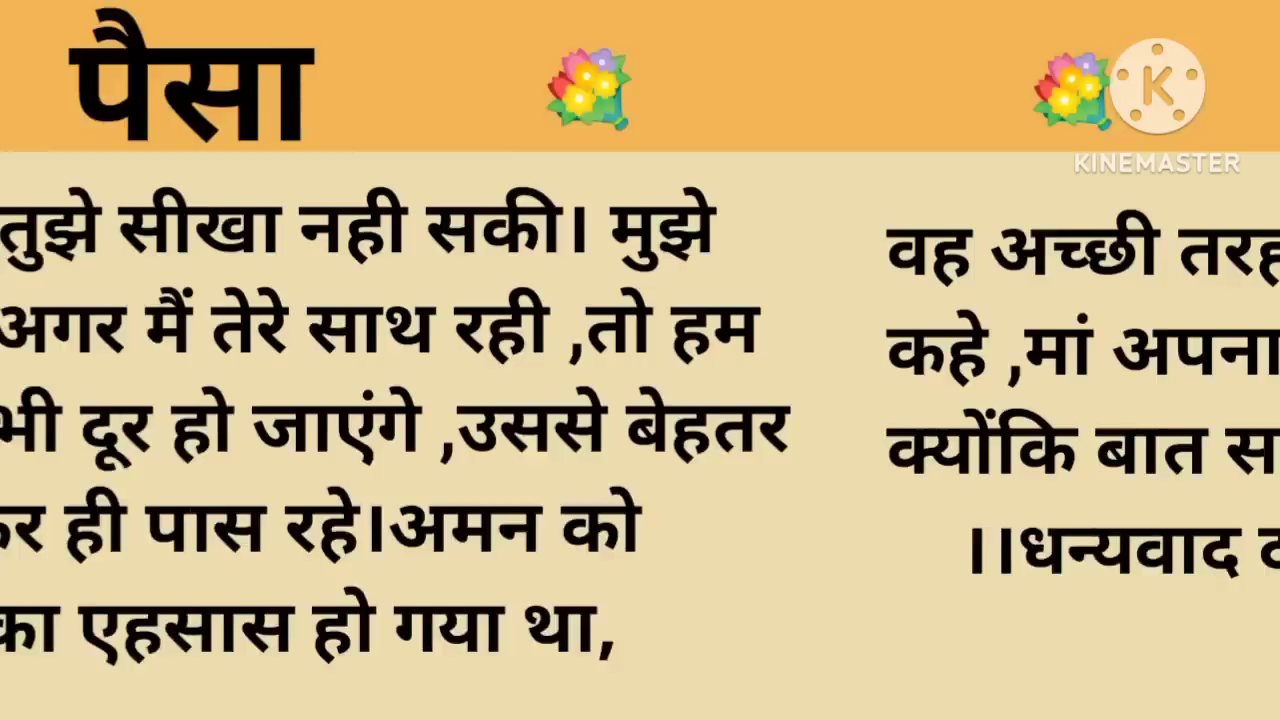 पैसा
KINEMASTER
तुझे सीखा नही सकी। मुझे
अगर मैं तेरे साथ रही ,तो हम
भी दूर हो जाएंगे ,उससे बेहतर
ही पास रहे।अमन को
का एहसास हो गया था,
वह अच्छी तरह
कहे ,मां अपना
क्योंकि बात
।।धन्यवाद